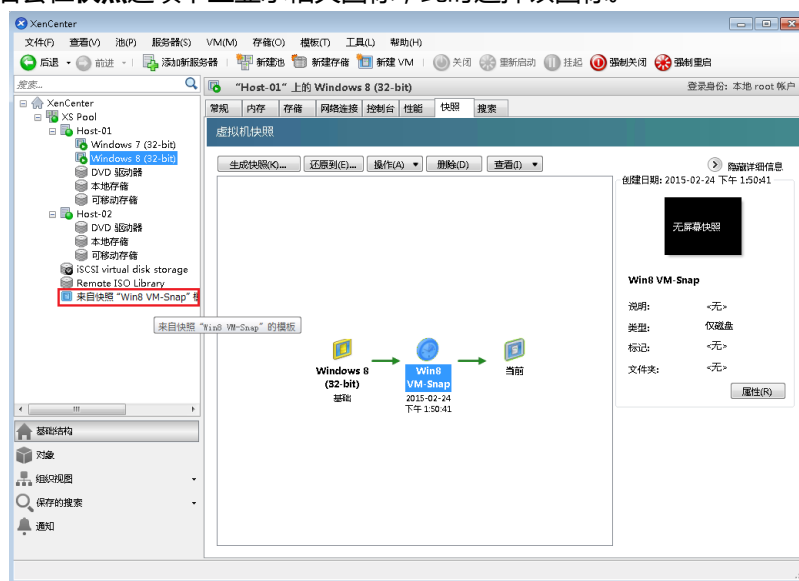 XenCenter
文件(F) 查看(V) 池(P) 服务器(S) VM(M) 存储(O) 模板(T) 工具(L) 帮助(H)
后退 前进 添加新服务器 新建池 新建存储 新建 VM 关闭 重新启动 挂起 强制关闭 强制重启
搜索...
"Host-01" 上的 Windows 8 (32-bit)
登录身份: 本地 root 帐户
XenCenter
XS Pool
Host-01
Windows 7 (32-bit)
Windows 8 (32-bit)
DVD 驱动器
本地存储
可移动存储
Host-02
DVD 驱动器
本地存储
可移动存储
iSCSI virtual disk storage
Remote ISO Library
来自快照 "Win8 VM-Snap"
来自快照 "Win8 VM-Snap" 的模板
基础结构
对象
组织视图
保存的搜索
通知
常规 内存 存储 网络连接 控制台 性能 快照 搜索
虚拟机快照
生成快照(K)... 还原到(E)... 操作(A) 删除(D) 查看(I)
隐藏详细信息
Windows 8
(32-bit)
基础
Win8
VM-Snap
2015-02-24
下午 1:50:41
当前
创建日期: 2015-02-24 下午 1:50:41
无屏幕快照
Win8 VM-Snap
说明: <无>
类型: 仅磁盘
标记: <无>
文件夹: <无>
属性(R)